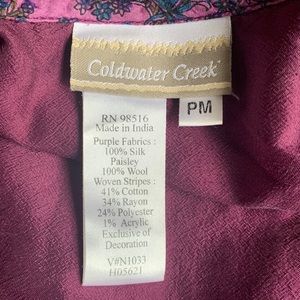 Coldwater Creek
PM
RN 98516
Made in India
Purple Fabrics :
100% Silk
Paisley
100% Wool
Woven Stripes :
41% Cotton
34% Rayon
24% Polyester
1% Acrylic
Exclusive of
Decoration
V#N1033
H05621